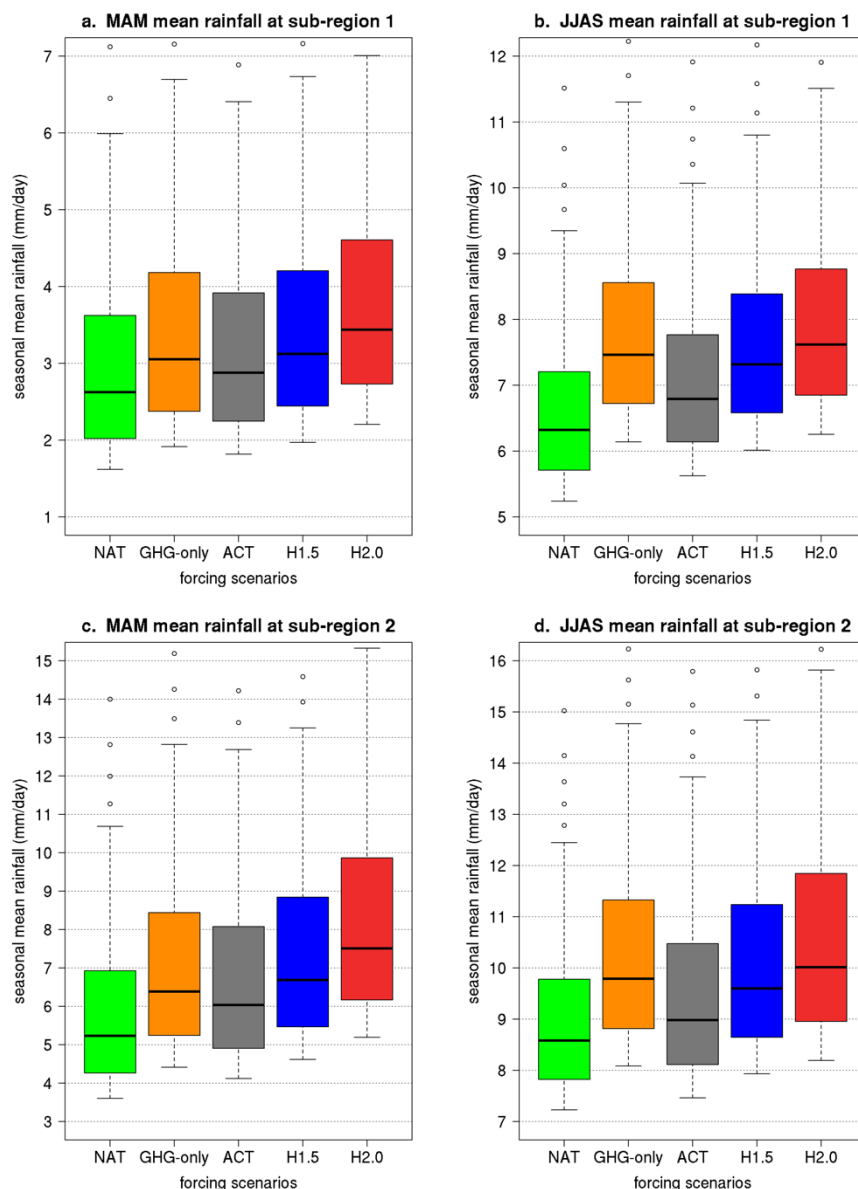 a. MAM mean rainfall at sub-region 1
seasonal mean rainfall (mm/day)
7
6
5
4
3
2
1
NAT GHG-only ACT H1.5 H2.0
forcing scenarios
b. JJAS mean rainfall at sub-region 1
seasonal mean rainfall (mm/day)
12
11
10
9
8
7
6
5
NAT GHG-only ACT H1.5 H2.0
forcing scenarios
c. MAM mean rainfall at sub-region 2
seasonal mean rainfall (mm/day)
15
14
13
12
11
10
9
8
7
6
5
4
3
NAT GHG-only ACT H1.5 H2.0
forcing scenarios
d. JJAS mean rainfall at sub-region 2
seasonal mean rainfall (mm/day)
16
15
14
13
12
11
10
9
8
7
NAT GHG-only ACT H1.5 H2.0
forcing scenarios